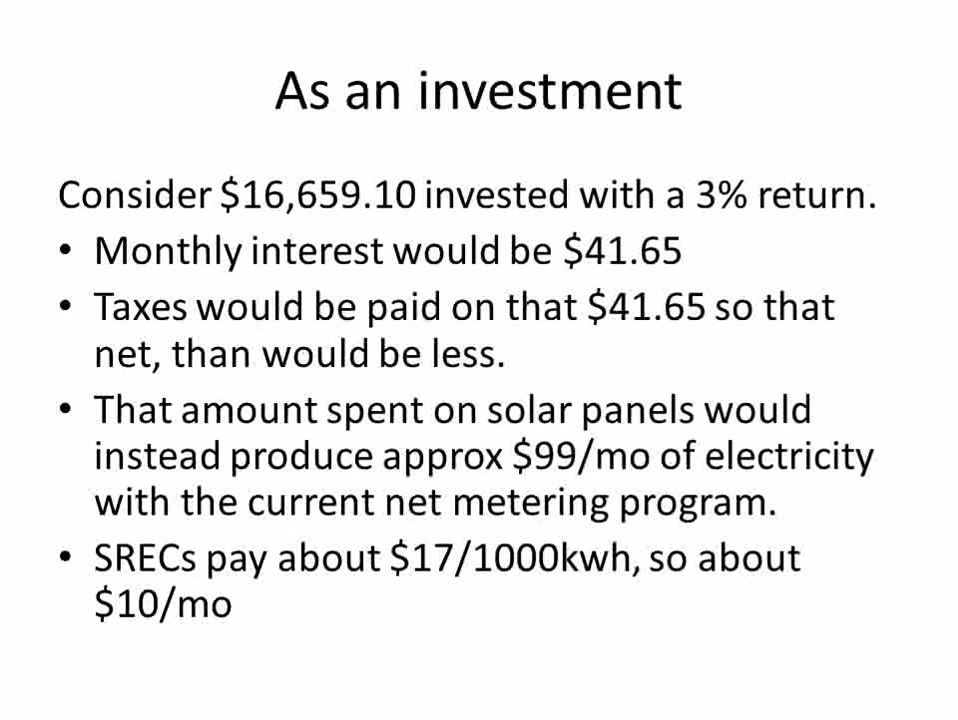 As an investment
Consider $16,659.10 invested with a 3% return.
• Monthly interest would be $41.65
• Taxes would be paid on that $41.65 so that
net, than would be less.
• That amount spent on solar panels would
instead produce approx $99/mo of electricity
with the current net metering program.
• SRECs pay about $17/1000kwh, so about
$10/mo